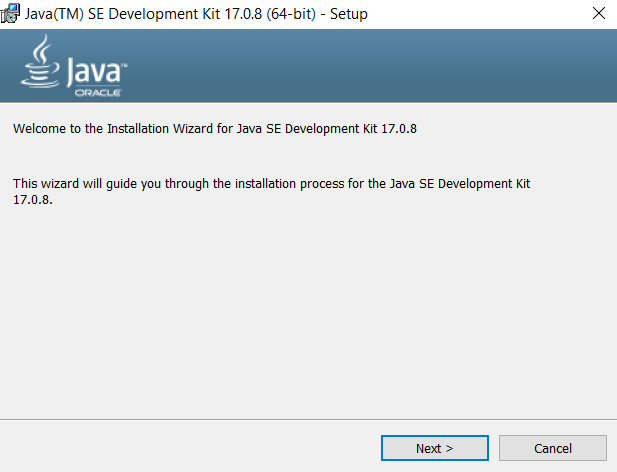 Java(TM) SE Development Kit 17.0.8 (64-bit) - Setup
Java™
ORACLE
Welcome to the Installation Wizard for Java SE Development Kit 17.0.8
This wizard will guide you through the installation process for the Java SE Development Kit
17.0.8.
Next >
Cancel